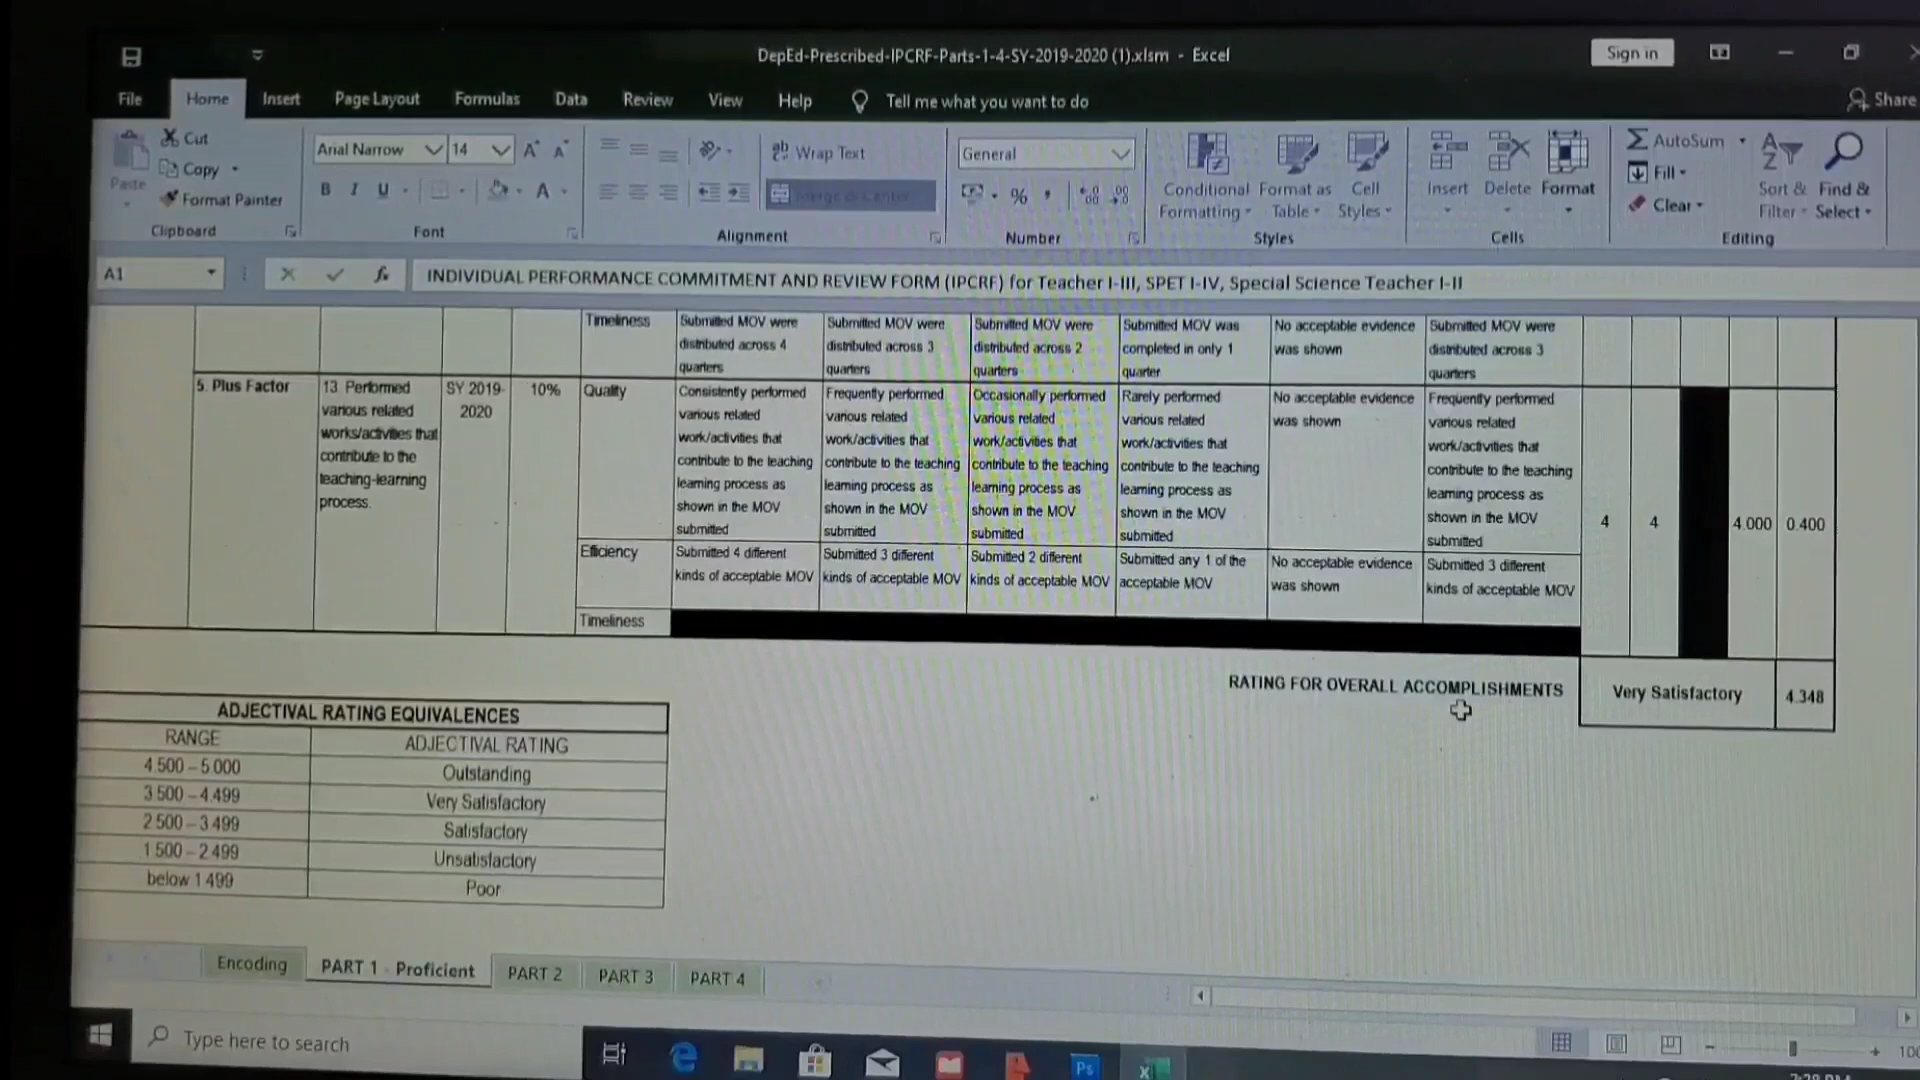 DepEd-Prescribed-IPCRF-Parts-1-4-SY-2019-2020 (1).xlsm - Excel
Sign in
File Home Insert Page Layout Formulas Data Review View Help Tell me what you want to do Share
Cut
Copy
Format Painter
Paste
Clipboard
Arial Narrow 14
B I U A
Font
Wrap Text
Merge & Center
Alignment
General
%
Number
Conditional Formatting
Format as Table
Cell Styles
Styles
Insert Delete Format
Cells
AutoSum
Fill
Clear
Sort & Filter
Find & Select
Editing
A1
fx
INDIVIDUAL PERFORMANCE COMMITMENT AND REVIEW FORM (IPCRF) for Teacher I-III, SPET I-IV, Special Science Teacher I-II
Timeliness
Submitted MOV were
distributed across 4
quarters
Submitted MOV were
distributed across 3
quarters
Submitted MOV were
distributed across 2
quarters
Submitted MOV was
completed in only 1
quarter
No acceptable evidence
was shown
Submitted MOV were
distributed across 3
quarters
5. Plus Factor
13. Performed
various related
works/activities that
contribute to the
teaching-learning
process.
SY 2019-
2020
10%
Quality
Consistently performed
various related
work/activities that
contribute to the teaching
learning process as
shown in the MOV
submitted
Frequently performed
various related
work/activities that
contribute to the teaching
learning process as
shown in the MOV
submitted
Occasionally performed
various related
work/activities that
contribute to the teaching
learning process as
shown in the MOV
submitted
Rarely performed
various related
work/activities that
contribute to the teaching
learning process as
shown in the MOV
submitted
No acceptable evidence
was shown
Frequently performed
various related
work/activities that
contribute to the teaching
learning process as
shown in the MOV
submitted
4 4 4.000 0.400
Efficiency
Submitted 4 different
kinds of acceptable MOV
Submitted 3 different
kinds of acceptable MOV
Submitted 2 different
kinds of acceptable MOV
Submitted any 1 of the
acceptable MOV
No acceptable evidence
was shown
Submitted 3 different
kinds of acceptable MOV
Timeliness
RATING FOR OVERALL ACCOMPLISHMENTS Very Satisfactory 4.348
ADJECTIVAL RATING EQUIVALENCES
RANGE ADJECTIVAL RATING
4.500 – 5.000 Outstanding
3.500 – 4.499 Very Satisfactory
2.500 – 3.499 Satisfactory
1.500 – 2.499 Unsatisfactory
below 1.499 Poor
Encoding PART 1 - Proficient PART 2 PART 3 PART 4
Type here to search
Ps